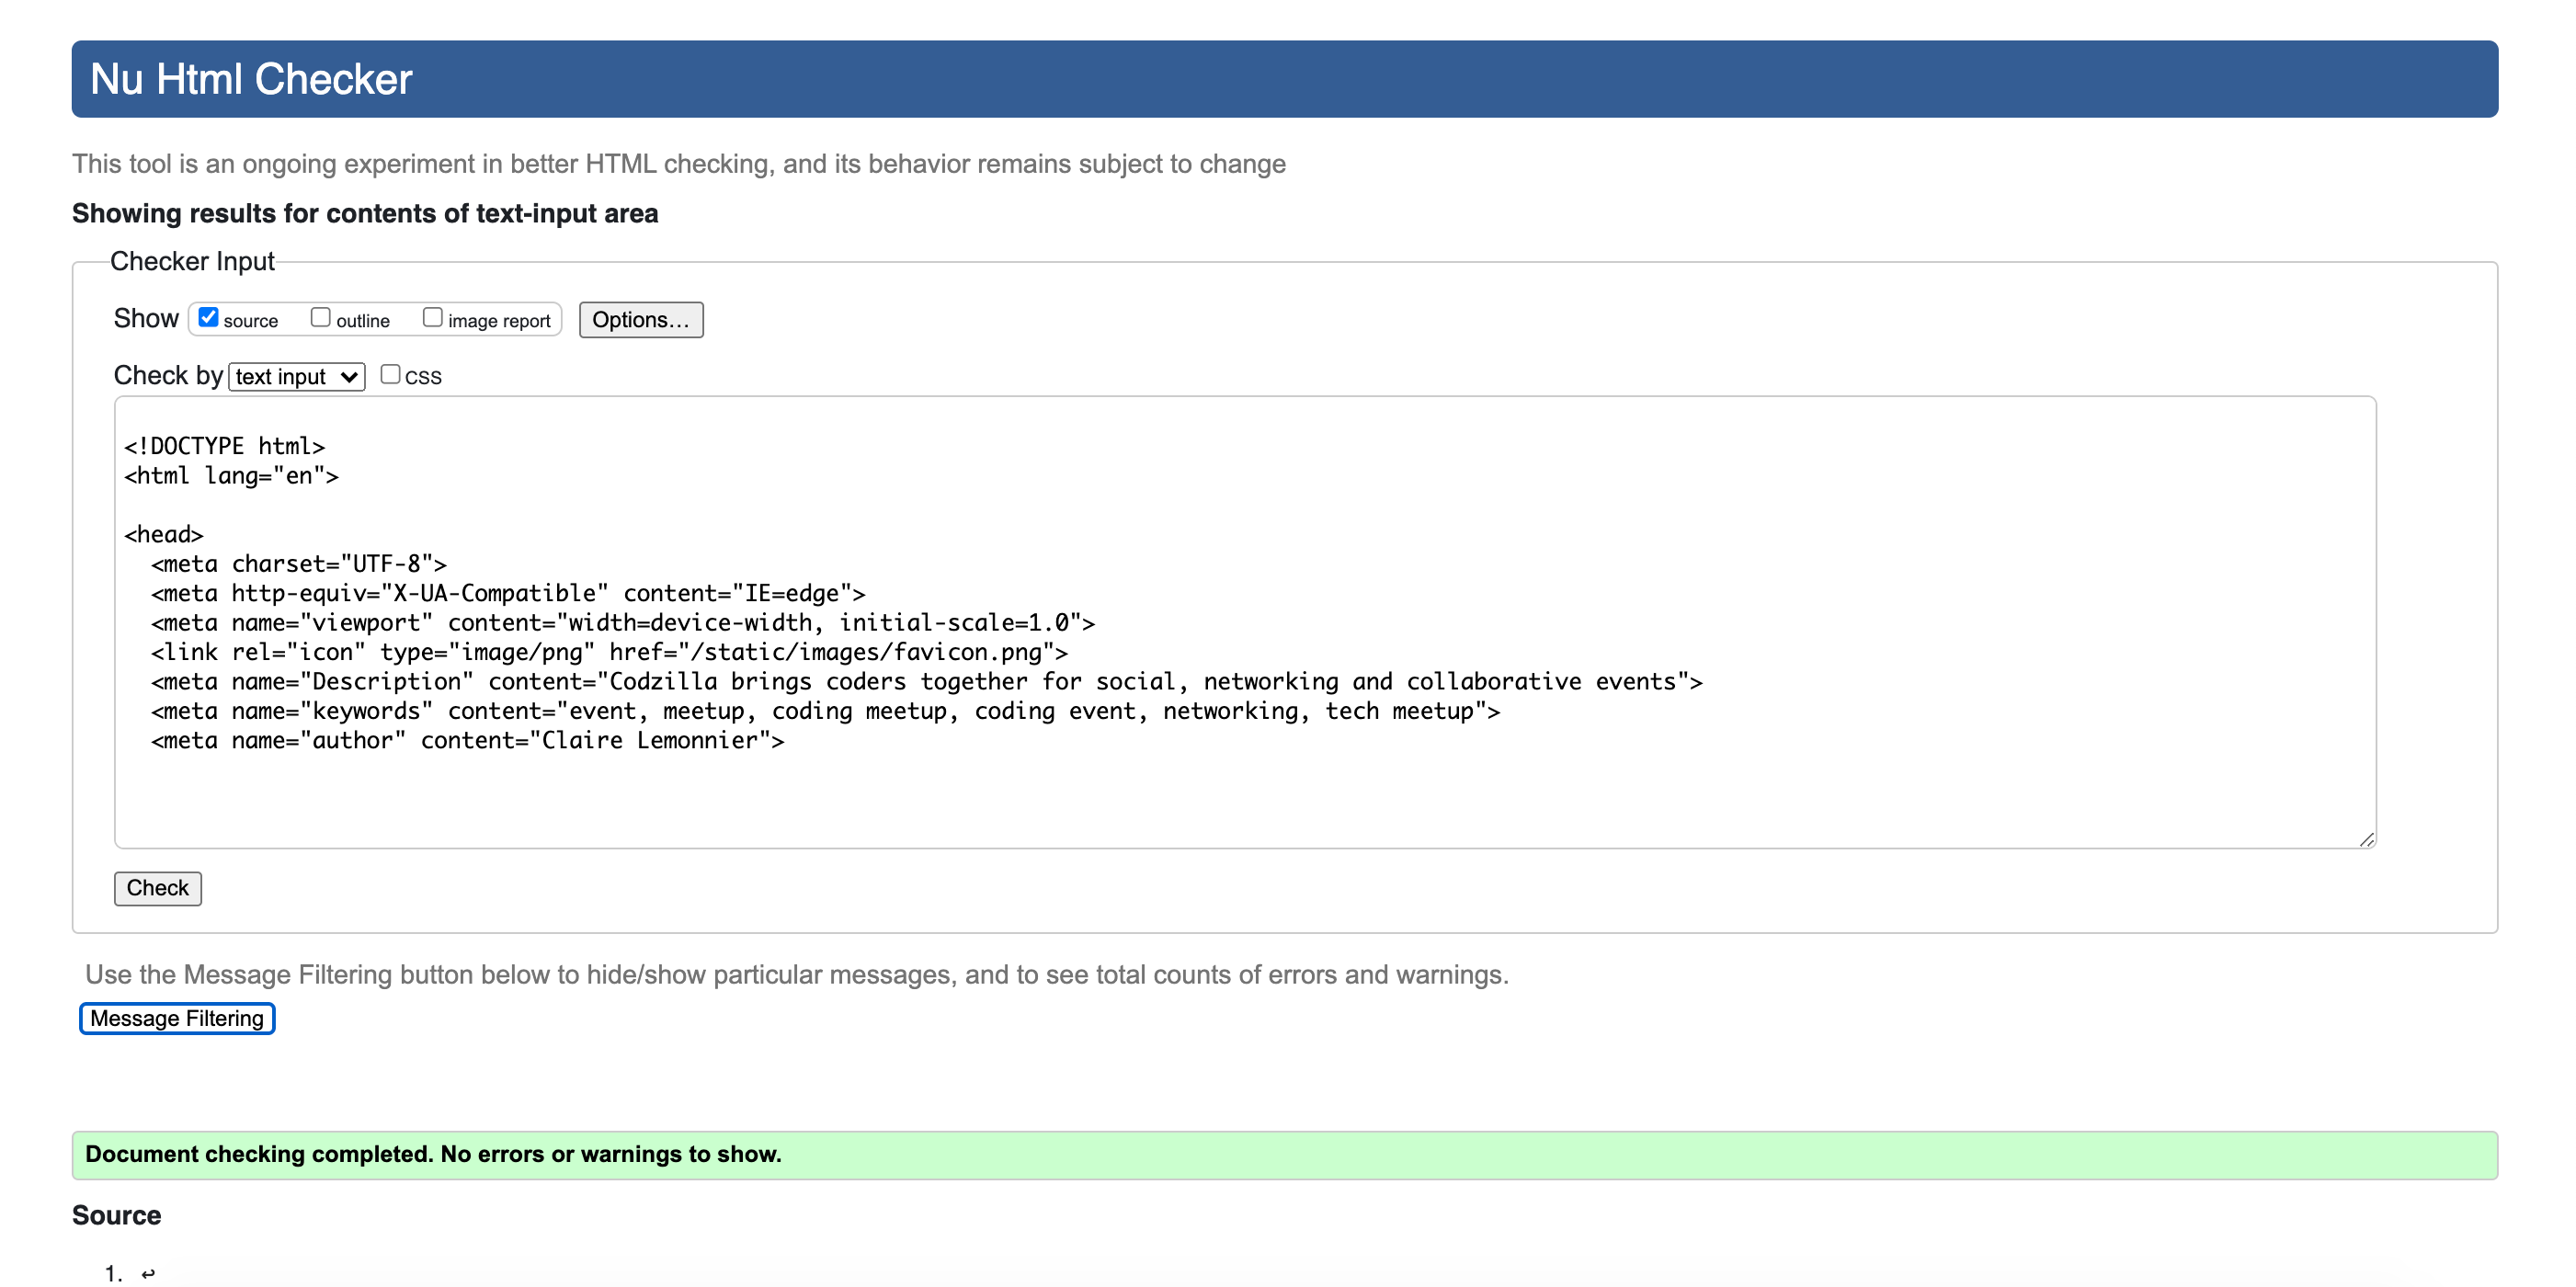 Nu Html Checker
This tool is an ongoing experiment in better HTML checking, and its behavior remains subject to change
Showing results for contents of text-input area
Checker Input
Show source outline image report Options...
Check by text input CSS
<!DOCTYPE html>
<html lang="en">
<head>
<meta charset="UTF-8">
<meta http-equiv="X-UA-Compatible" content="IE=edge">
<meta name="viewport" content="width=device-width, initial-scale=1.0">
<link rel="icon" type="image/png" href="/static/images/favicon.png">
<meta name="Description" content="Codzilla brings coders together for social, networking and collaborative events">
<meta name="keywords" content="event, meetup, coding meetup, coding event, networking, tech meetup">
<meta name="author" content="Claire Lemonnier">
Check
Use the Message Filtering button below to hide/show particular messages, and to see total counts of errors and warnings.
Message Filtering
Document checking completed. No errors or warnings to show.
Source
1. ↩